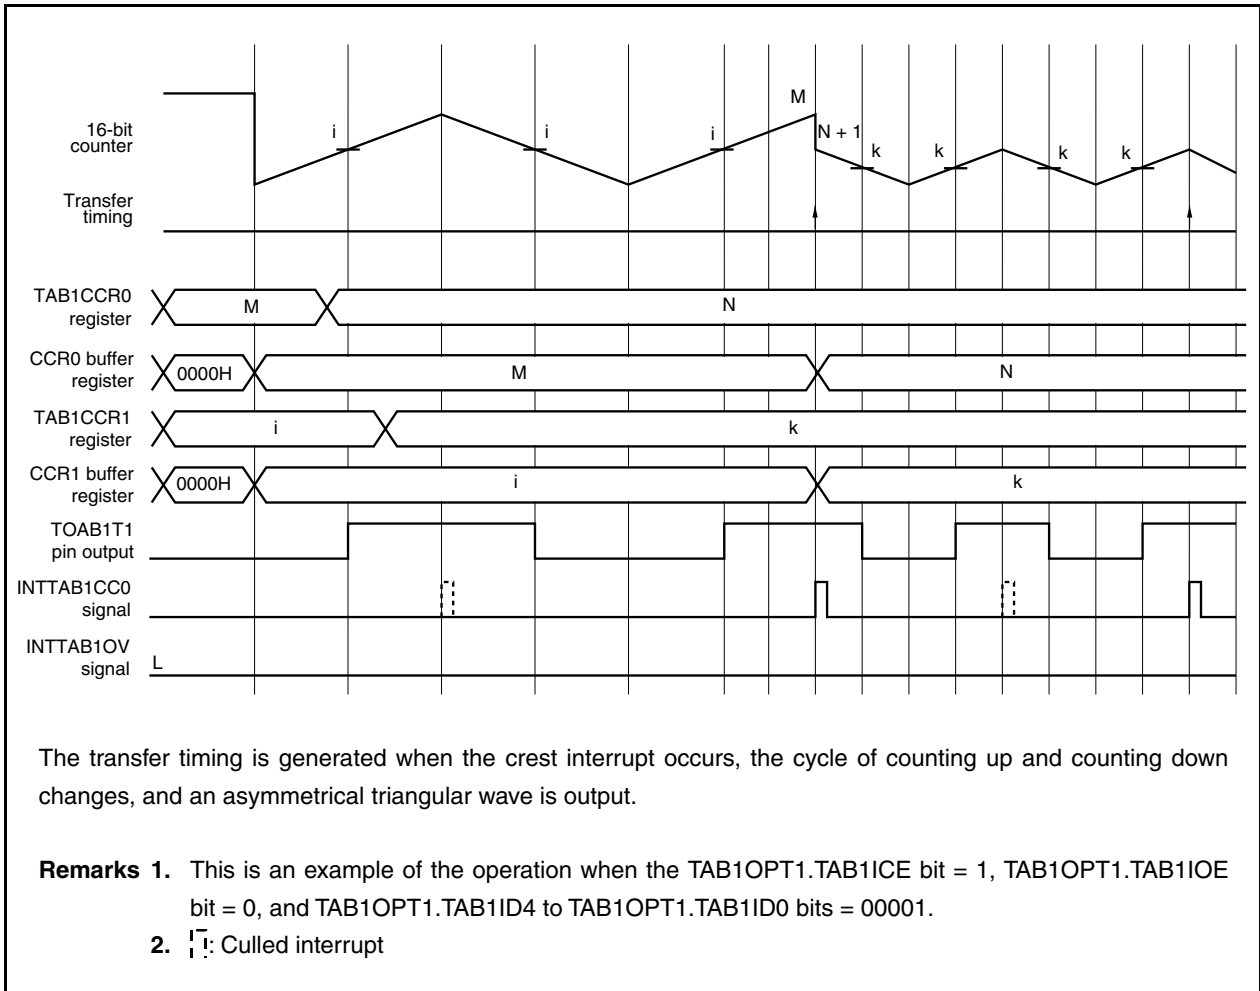 M
i
i
i
N + 1
k
k
k
k
16-bit
counter
Transfer
timing
TAB1CCR0
register
M
N
CCR0 buffer
register
0000H
M
N
TAB1CCR1
register
i
k
CCR1 buffer
register
0000H
i
k
TOAB1T1
pin output
INTTAB1CC0
signal
INTTAB1OV
signal
L
The transfer timing is generated when the crest interrupt occurs, the cycle of counting up and counting down
changes, and an asymmetrical triangular wave is output.
Remarks 1. This is an example of the operation when the TAB1OPT1.TAB1ICE bit = 1, TAB1OPT1.TAB1IOE
bit = 0, and TAB1OPT1.TAB1ID4 to TAB1OPT1.TAB1ID0 bits = 00001.
2. : Culled interrupt